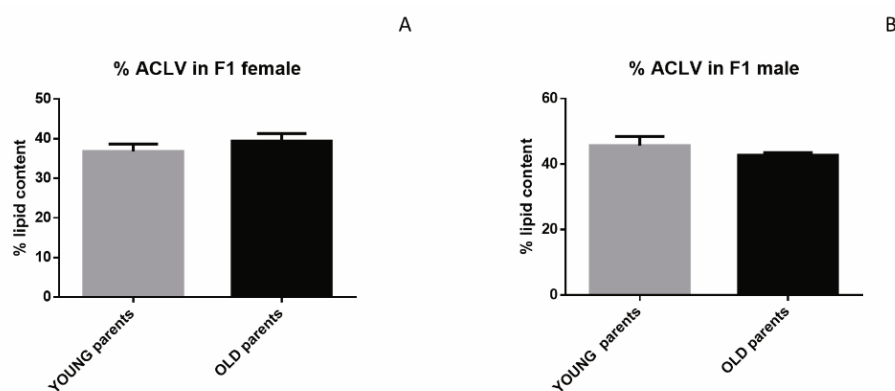 A
% ACLV in F1 female
50
40
30
20
10
0
% lipid content
YOUNG parents
OLD parents
B
% ACLV in F1 male
60
40
20
0
% lipid content
YOUNG parents
OLD parents